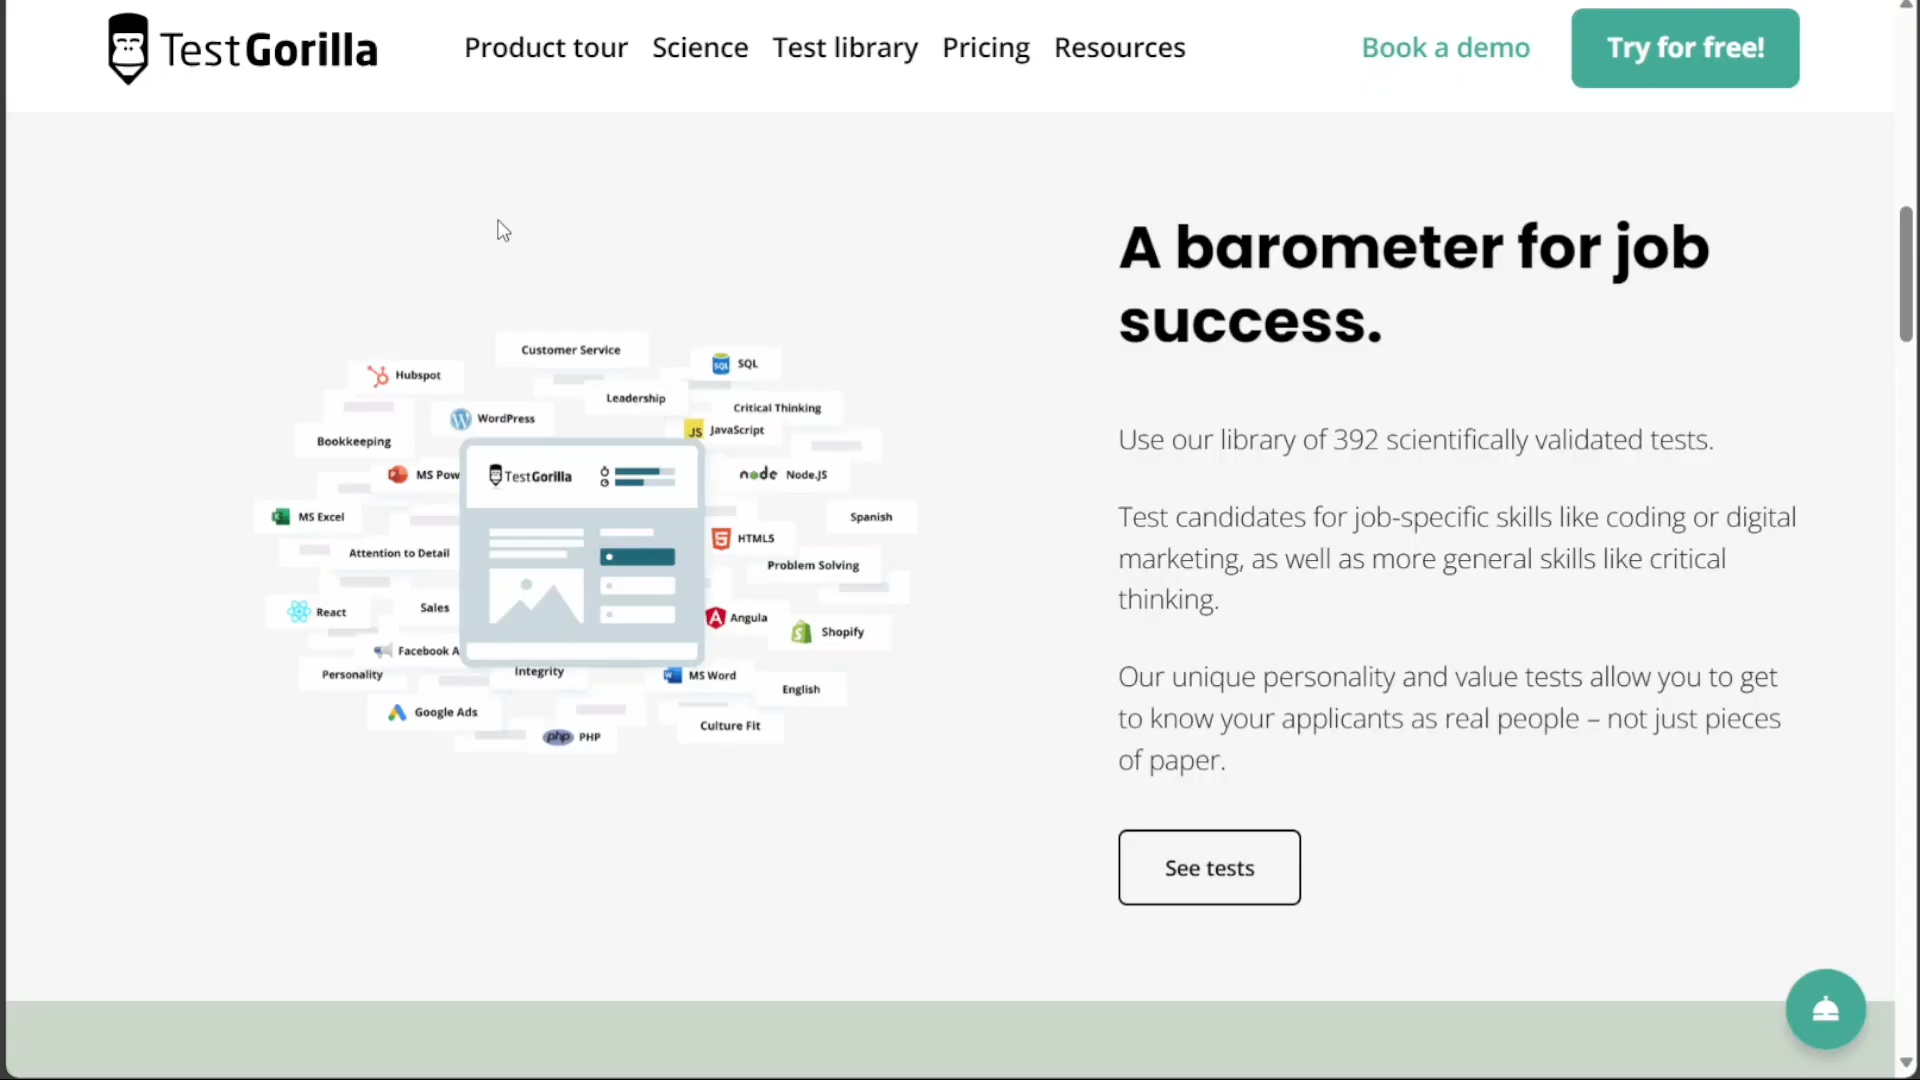 TestGorilla
Product tour
Science
Test library
Pricing
Resources
Book a demo
Try for free!
A barometer for job
success.
Use our library of 392 scientifically validated tests.
Test candidates for job-specific skills like coding or digital
marketing, as well as more general skills like critical
thinking.
Our unique personality and value tests allow you to get
to know your applicants as real people – not just pieces
of paper.
See tests
Customer Service
SQL
SQL
Hubspot
Leadership
Critical Thinking
WordPress
JS
JavaScript
Bookkeeping
MS Pow
TestGorilla
node
Node.JS
MS Excel
Spanish
HTML5
Attention to Detail
Problem Solving
React
Sales
Angula
Shopify
Facebook A
Personality
Integrity
MS Word
English
Google Ads
Culture Fit
php
PHP